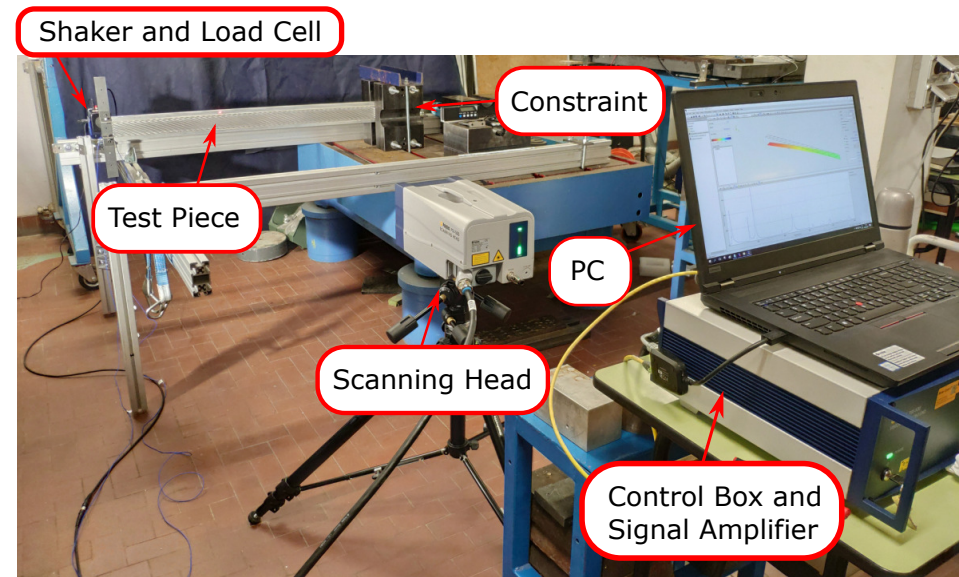 Shaker and Load Cell
Constraint
Test Piece
PC
Scanning Head
Control Box and
Signal Amplifier